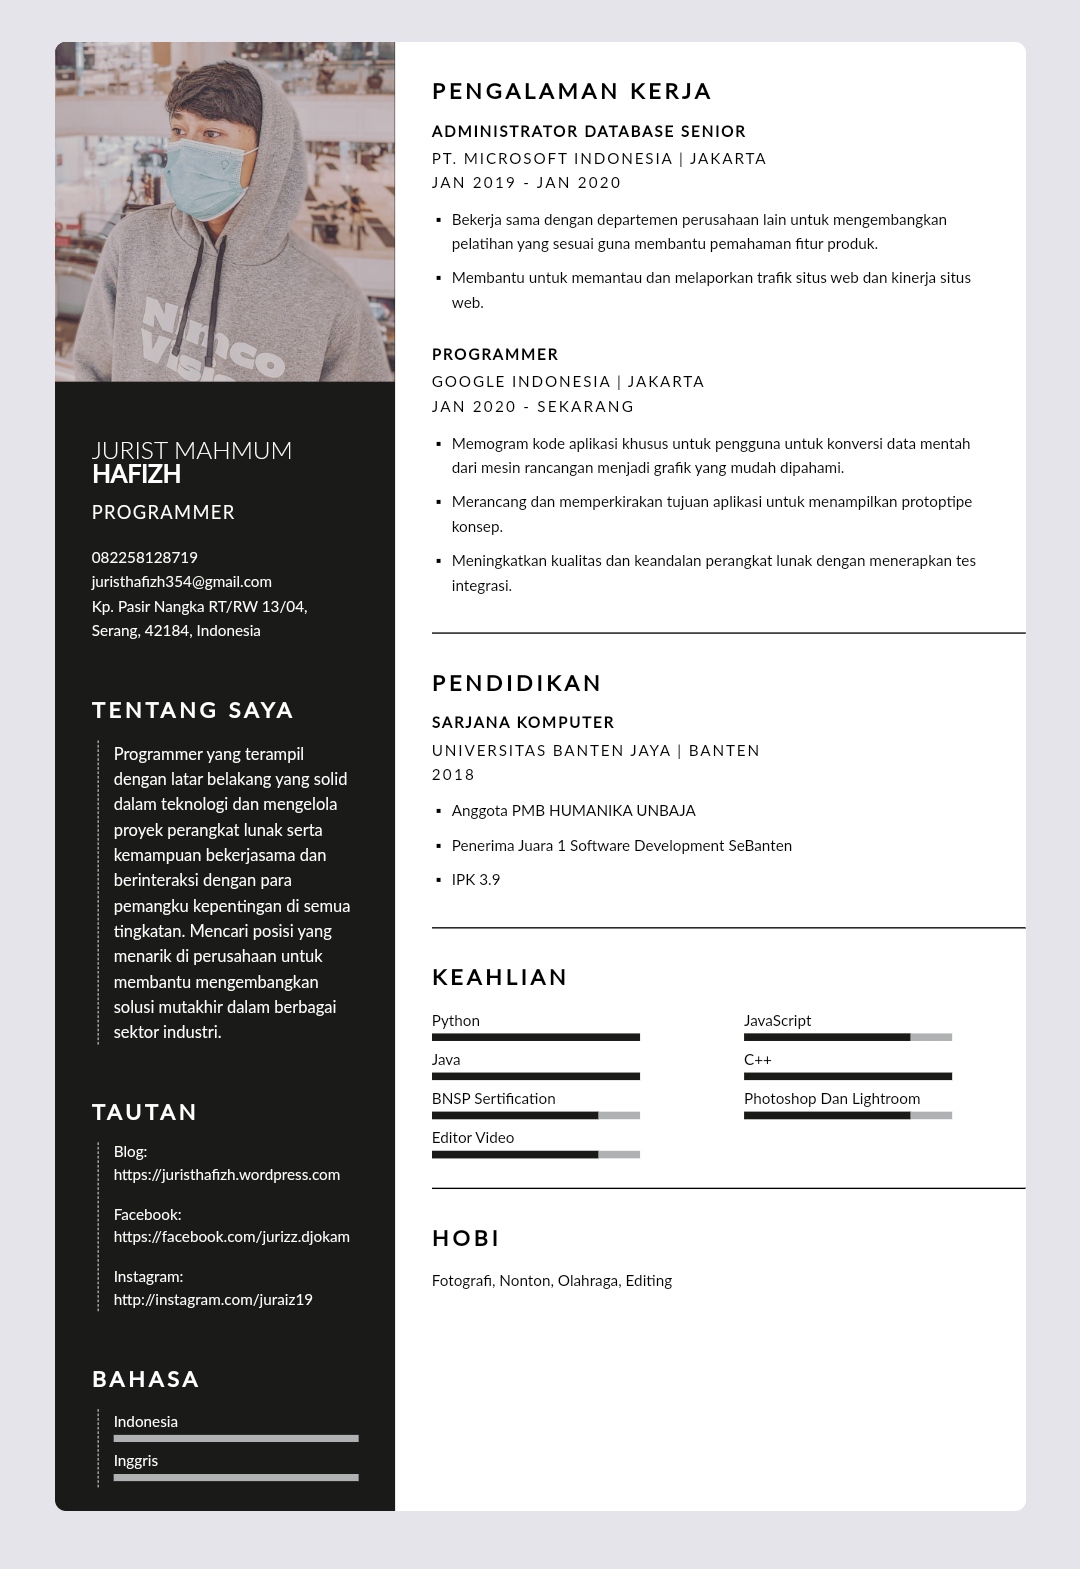 Nimco
JURIST MAHMUM
HAFIZH
PROGRAMMER
082258128719
juristhafizh354@gmail.com
Kp. Pasir Nangka RT/RW 13/04,
Serang, 42184, Indonesia
TENTANG SAYA
Programmer yang terampil
dengan latar belakang yang solid
dalam teknologi dan mengelola
proyek perangkat lunak serta
kemampuan bekerjasama dan
berinteraksi dengan para
pemangku kepentingan di semua
tingkatan. Mencari posisi yang
menarik di perusahaan untuk
membantu mengembangkan
solusi mutakhir dalam berbagai
sektor industri.
TAUTAN
Blog:
https://juristhafizh.wordpress.com
Facebook:
https://facebook.com/jurizz.djokam
Instagram:
http://instagram.com/juraiz19
BAHASA
Indonesia
Inggris
PENGALAMAN KERJA
ADMINISTRATOR DATABASE SENIOR
PT. MICROSOFT INDONESIA | JAKARTA
JAN 2019 - JAN 2020
▪ Bekerja sama dengan departemen perusahaan lain untuk mengembangkan
pelatihan yang sesuai guna membantu pemahaman fitur produk.
▪ Membantu untuk memantau dan melaporkan trafik situs web dan kinerja situs
web.
PROGRAMMER
GOOGLE INDONESIA | JAKARTA
JAN 2020 - SEKARANG
▪ Memogram kode aplikasi khusus untuk pengguna untuk konversi data mentah
dari mesin rancangan menjadi grafik yang mudah dipahami.
▪ Merancang dan memperkirakan tujuan aplikasi untuk menampilkan protoptipe
konsep.
▪ Meningkatkan kualitas dan keandalan perangkat lunak dengan menerapkan tes
integrasi.
PENDIDIKAN
SARJANA KOMPUTER
UNIVERSITAS BANTEN JAYA | BANTEN
2018
▪ Anggota PMB HUMANIKA UNBAJA
▪ Penerima Juara 1 Software Development SeBanten
▪ IPK 3.9
KEAHLIAN
Python
JavaScript
Java
C++
BNSP Sertification
Photoshop Dan Lightroom
Editor Video
HOBI
Fotografi, Nonton, Olahraga, Editing